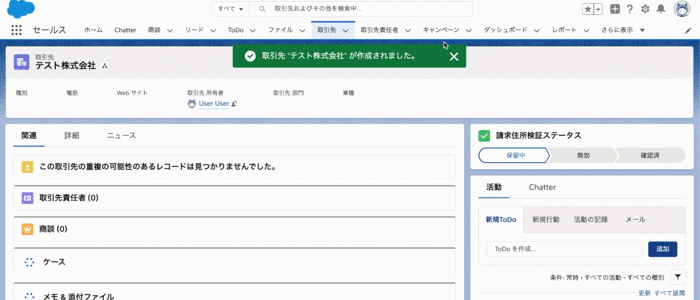 すべて
取引先およびその他を検索中...
セールス
ホーム Chatter 商談 リード ToDo ファイル 取引先 取引先責任者 キャンペーン ダッシュボード レポート さらに表示
取引先 "テスト株式会社" が作成されました。
取引先
テスト株式会社
種別 電話 Web サイト 取引先 所有者 取引先 部門 業種
User User
関連 詳細 ニュース
この取引先の重複の可能性のあるレコードは見つかりませんでした。
取引先責任者 (0)
商談 (0)
ケース
メモ & 添付ファイル
請求住所検証ステータス
保留中 無効 確認済
活動 Chatter
新規ToDo 新規行動 活動の記録 メール
ToDo を作成...
追加
条件: 常時・すべての活動・すべての種別
更新 すべて展開